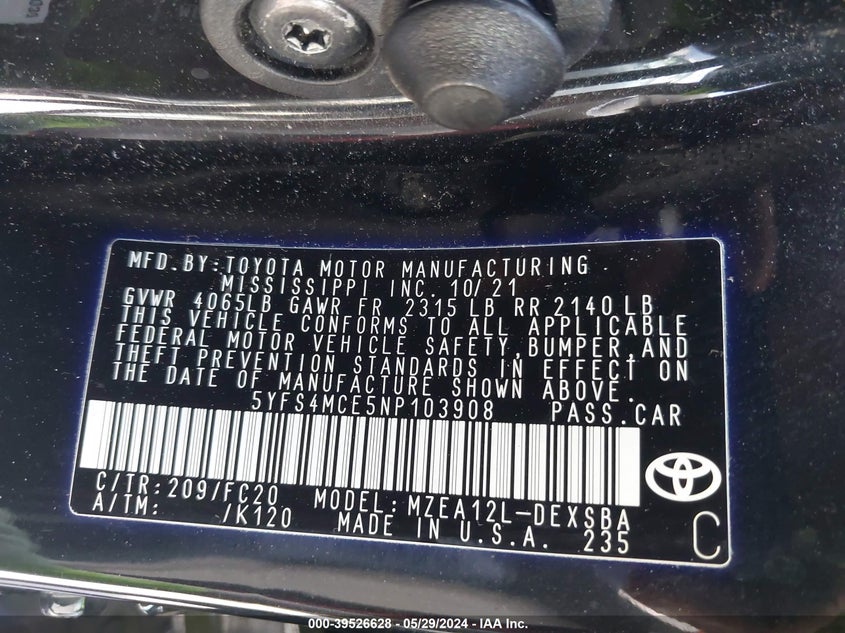 MFD.BY:TOYOTA MOTOR MANUFACTURING
MISSISSIPPI INC. 10/21
GVWR 4065LB GAWR FR 2315 LB RR 2140 LB
THIS VEHICLE CONFORMS TO ALL APPLICABLE
FEDERAL MOTOR VEHICLE SAFETY,BUMPER,AND
THEFT PREVENTION STANDARDS IN EFFECT ON
THE DATE OF MANUFACTURE SHOWN ABOVE.
5YFS4MCE5NP103908 PASS.CAR
C/TR:209/FC20 MODEL:MZEA12L-DEXSBA
A/TM: /K120 MADE IN U.S.A. 235 C
000-39526628 - 05/29/2024 - IAA Inc.